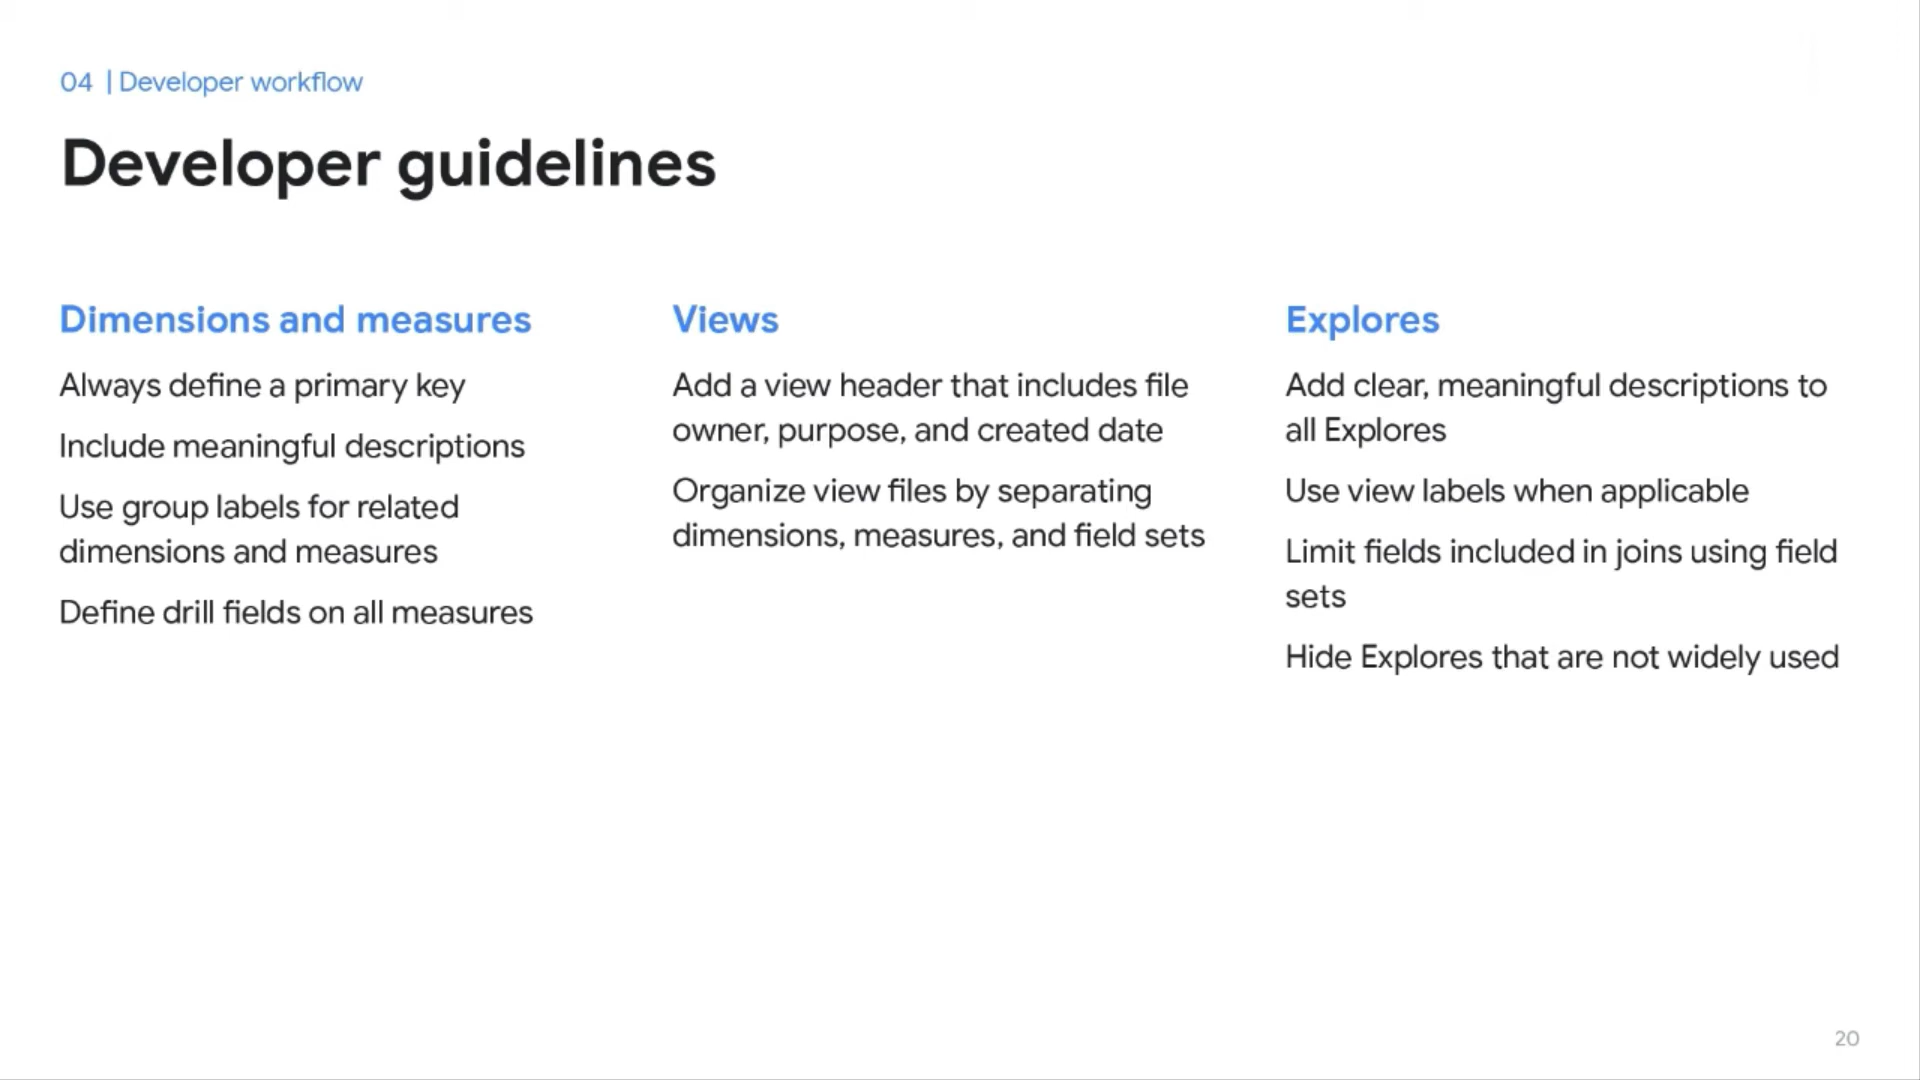 04 | Developer workflow
Developer guidelines
Dimensions and measures
Always define a primary key
Include meaningful descriptions
Use group labels for related
dimensions and measures
Define drill fields on all measures
Views
Add a view header that includes file
owner, purpose, and created date
Organize view files by separating
dimensions, measures, and field sets
Explores
Add clear, meaningful descriptions to
all Explores
Use view labels when applicable
Limit fields included in joins using field
sets
Hide Explores that are not widely used
20